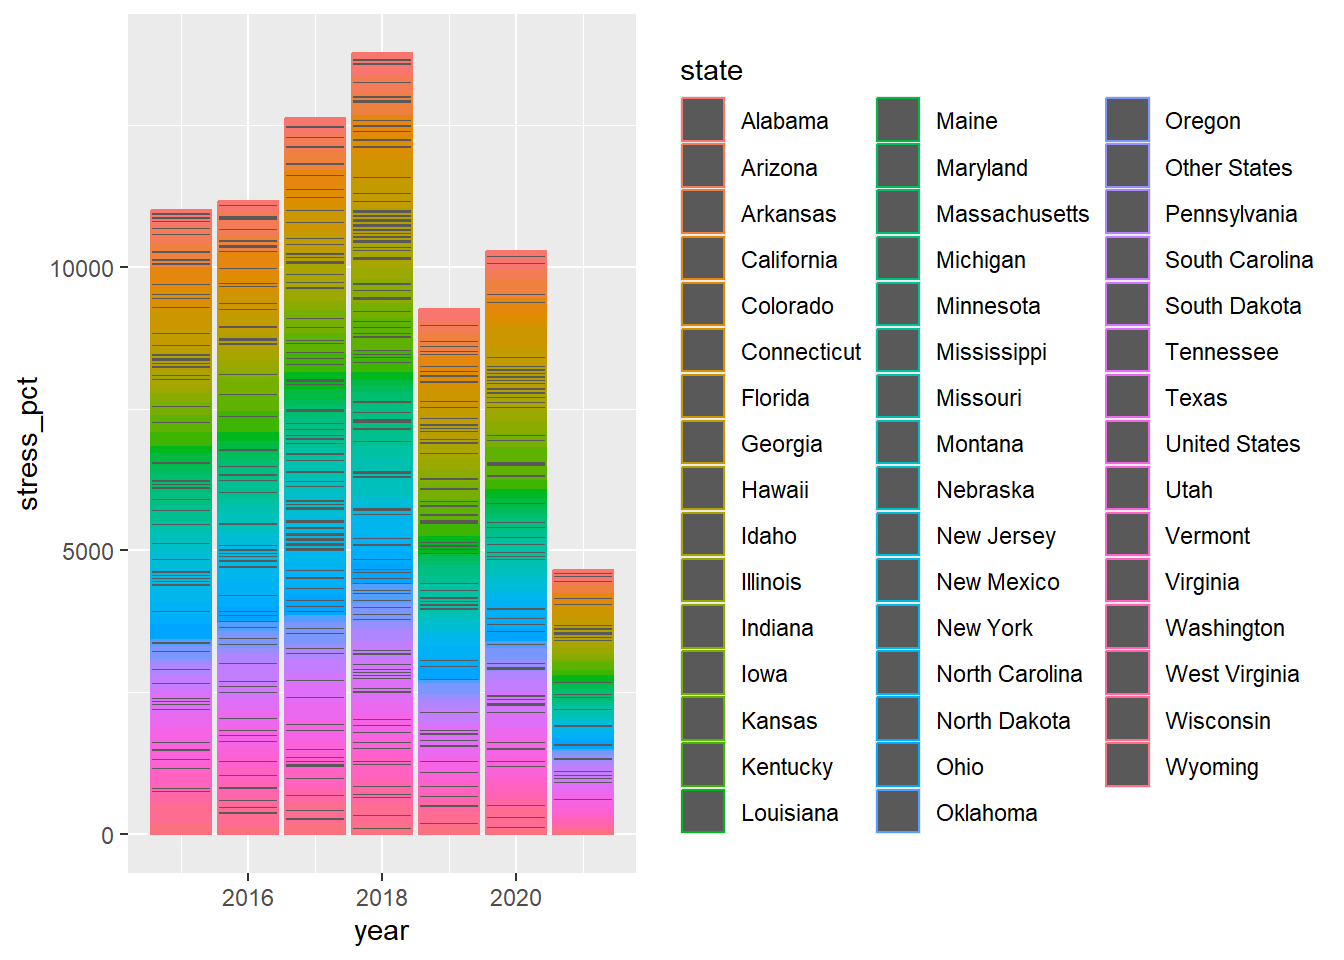 state
Alabama
Arizona
Arkansas
California
Colorado
Connecticut
Florida
Georgia
Hawaii
Idaho
Illinois
Indiana
Iowa
Kansas
Kentucky
Louisiana
Maine
Maryland
Massachusetts
Michigan
Minnesota
Mississippi
Missouri
Montana
Nebraska
New Jersey
New Mexico
New York
North Carolina
North Dakota
Ohio
Oklahoma
Oregon
Other States
Pennsylvania
South Carolina
South Dakota
Tennessee
Texas
United States
Utah
Vermont
Virginia
Washington
West Virginia
Wisconsin
Wyoming
stress_pct
10000
5000
0
2016 2018 2020
year